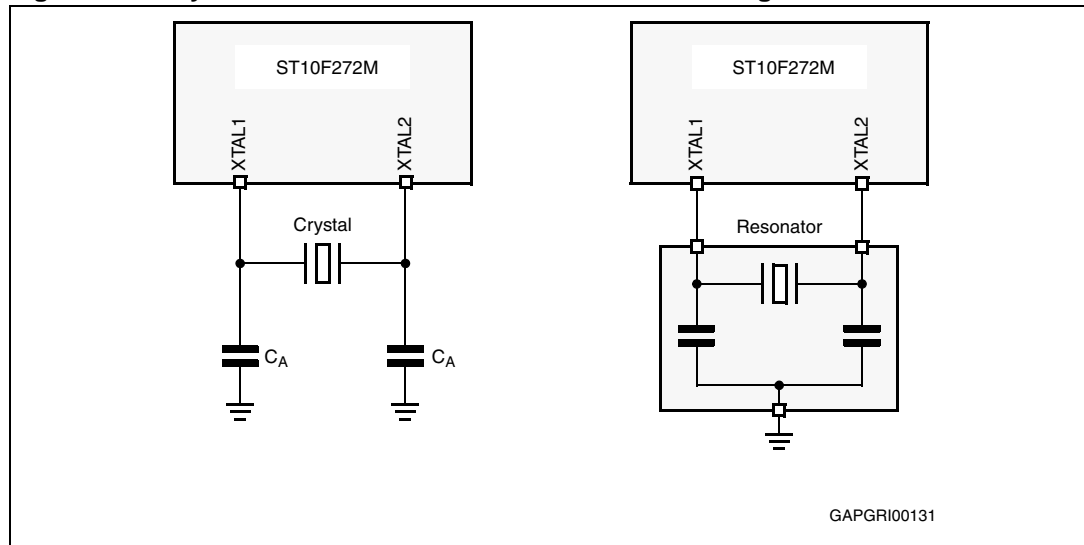 ST10F272M
XTAL1
XTAL2
Crystal
CA
CA
ST10F272M
XTAL1
XTAL2
Resonator
GAPGRI00131